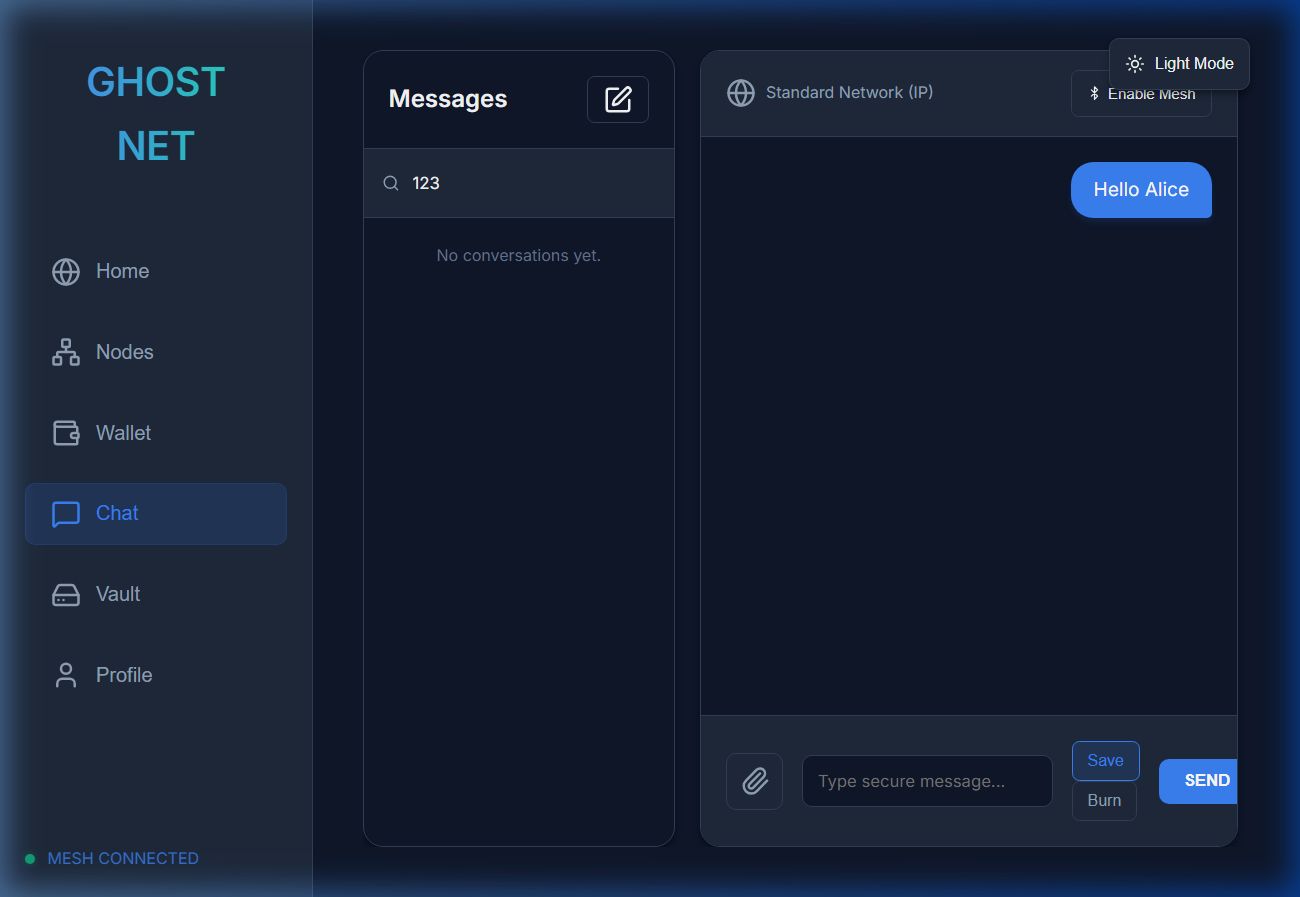 GHOST
NET
Home
Nodes
Wallet
Chat
Vault
Profile
MESH CONNECTED
Messages
123
No conversations yet.
Standard Network (IP)
Light Mode
Enable Mesh
Hello Alice
Type secure message...
Save
Burn
SEND